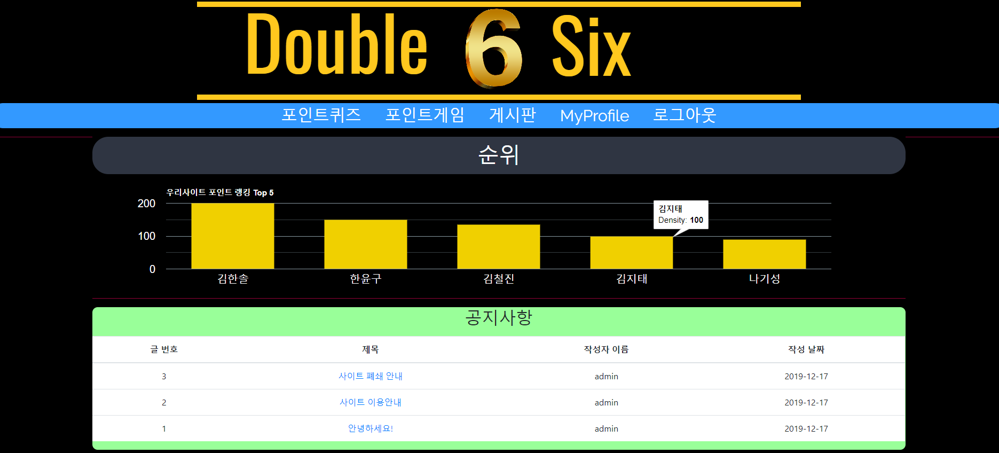 Double 6 Six
포인트퀴즈 포인트게임 게시판 MyProfile 로그아웃
순위
우리사이트 포인트 랭킹 Top 5
200
100
0
김지태
Density: 100
김한솔 한윤구 김철진 김지태 나기성
공지사항
글 번호 제목 작성자 이름 작성 날짜
3 사이트 폐쇄 안내 admin 2019-12-17
2 사이트 이용안내 admin 2019-12-17
1 안녕하세요! admin 2019-12-17